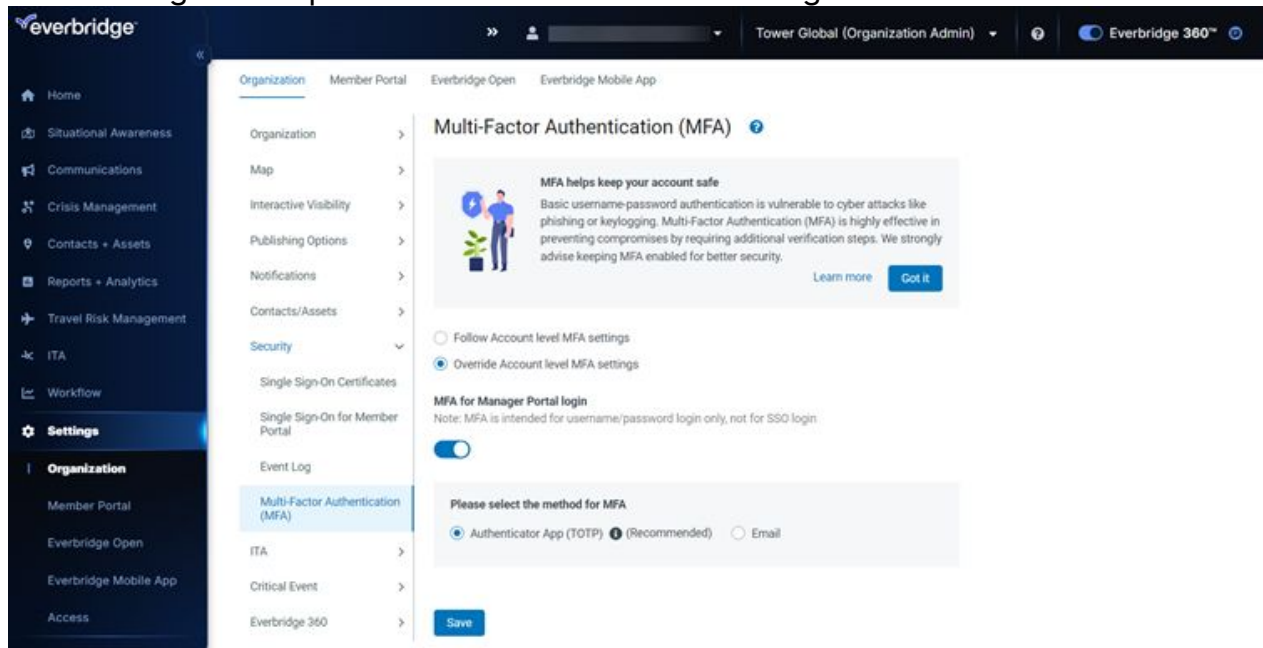 everbridge
»
Tower Global (Organization Admin)
Everbridge 360™
«
Home
Situational Awareness
Communications
Crisis Management
Contacts + Assets
Reports + Analytics
Travel Risk Management
ITA
Workflow
Settings
Organization
Member Portal
Everbridge Open
Everbridge Mobile App
Access
Organization Member Portal Everbridge Open Everbridge Mobile App
Organization
Map
Interactive Visibility
Publishing Options
Notifications
Contacts/Assets
Security
Single Sign-On Certificates
Single Sign-On for Member
Portal
Event Log
Multi-Factor Authentication
(MFA)
ITA
Critical Event
Everbridge 360
Multi-Factor Authentication (MFA)
MFA helps keep your account safe
Basic username-password authentication is vulnerable to cyber attacks like
phishing or keylogging. Multi-Factor Authentication (MFA) is highly effective in
preventing compromises by requiring additional verification steps. We strongly
advise keeping MFA enabled for better security.
Learn more Got it
Follow Account level MFA settings
Override Account level MFA settings
MFA for Manager Portal login
Note: MFA is intended for username/password login only, not for SSO login
Please select the method for MFA
Authenticator App (TOTP) (Recommended) Email
Save